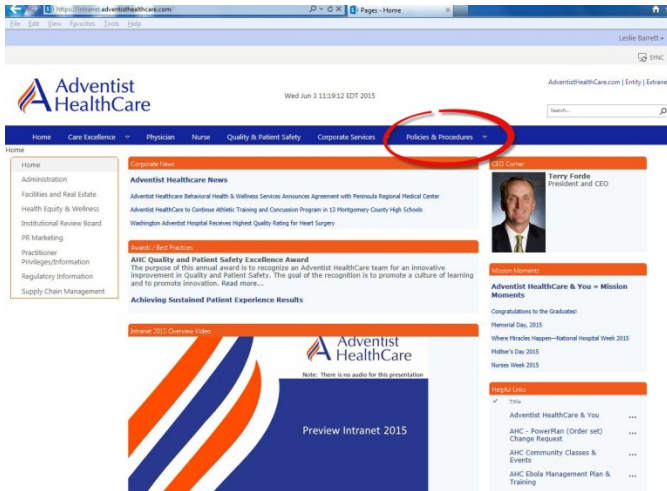 https://intranet.adventisthealthcare.com/
Pages - Home
File Edit View Favorites Tools Help
Leslie Barrett
SYNC
Adventist HealthCare
Wed Jun 3 11:19:12 EDT 2015
AdventistHealthCare.com | Entity | Extrane
Search...
Home Care Excellence Physician Nurse Quality & Patient Safety Corporate Services Policies & Procedures
Home
Home
Administration
Facilities and Real Estate
Health Equity & Wellness
Institutional Review Board
PR Marketing
Practitioner
Privileges/Information
Regulatory Information
Supply Chain Management
Corporate News
Adventist Healthcare News
Adventist HealthCare Behavioral Health & Wellness Services Announces Agreement with Peninsula Regional Medical Center
Adventist HealthCare to Continue Athletic Training and Concussion Program in 13 Montgomery County High Schools
Washington Adventist Hospital Receives Highest Quality Rating for Heart Surgery
Awards / Best Practices
AHC Quality and Patient Safety Excellence Award
The purpose of this annual award is to recognize an Adventist HealthCare team for an innovative
improvement in Quality and Patient Safety. The goal of the recognition is to promote a culture of learning
and to promote innovation. Read more...
Achieving Sustained Patient Experience Results
Intranet 2015 Overview Video
Adventist
HealthCare
Note: There is no audio for this presentation
Preview Intranet 2015
CEO Corner
Terry Forde
President and CEO
Mission Moments
Adventist HealthCare & You » Mission
Moments
Congratulations to the Graduates!
Memorial Day, 2015
Where Miracles Happen—National Hospital Week 2015
Mother's Day 2015
Nurses Week 2015
Helpful Links
Title
Adventist HealthCare & You ...
AHC - PowerPlan (Order set) ...
Change Request
AHC Community Classes & ...
Events
AHC Ebola Management Plan & ...
Training